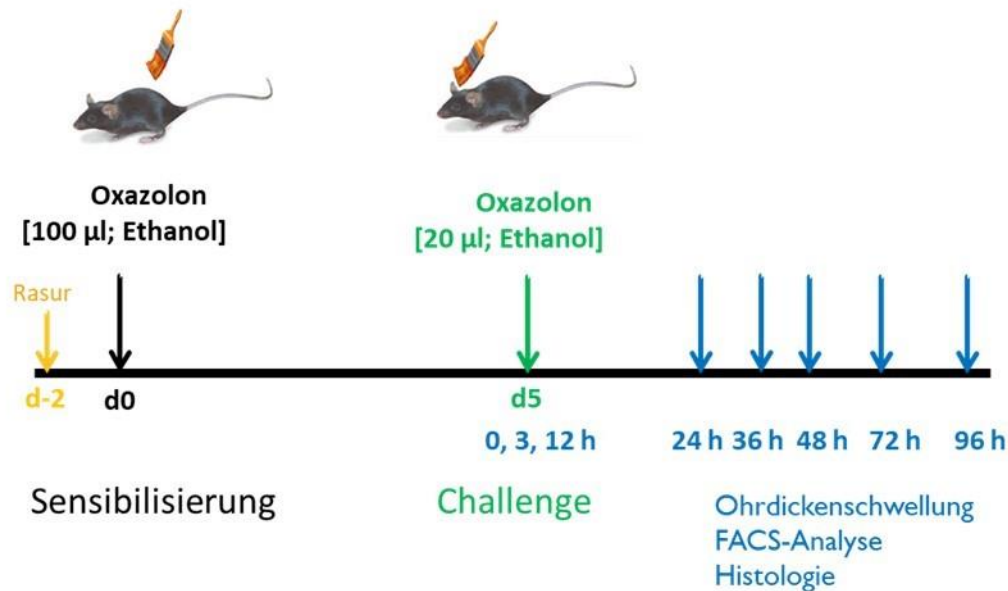 Oxazolon
[100 µl; Ethanol]
Oxazolon
[20 µl; Ethanol]
Rasur
d-2
d0
d5
0, 3, 12 h
24 h
36 h
48 h
72 h
96 h
Sensibilisierung
Challenge
Ohrdickenschwellung
FACS-Analyse
Histologie